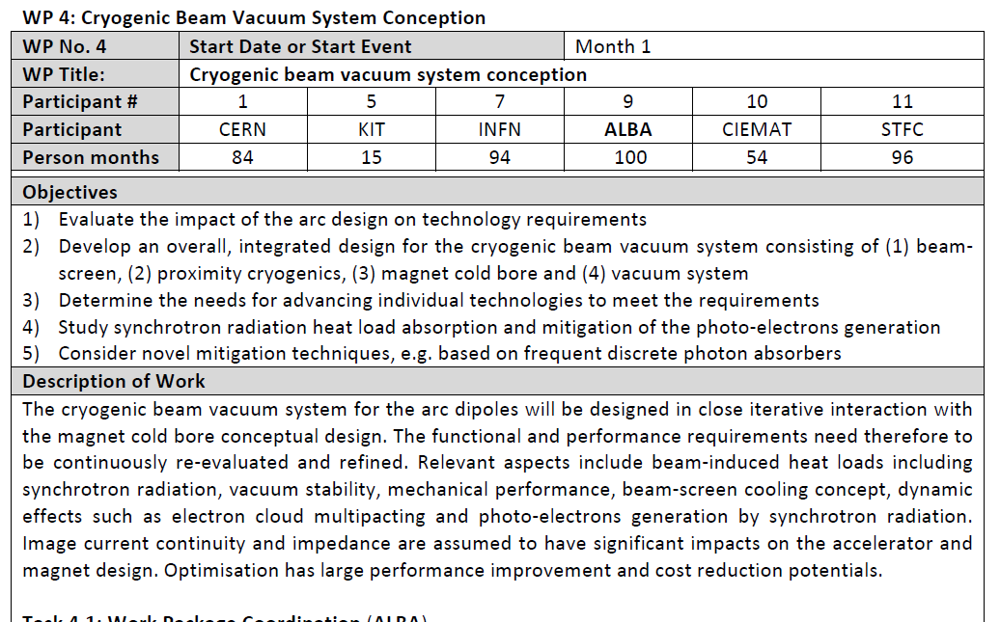 WP 4: Cryogenic Beam Vacuum System Conception
WP No. 4 Start Date or Start Event Month 1
WP Title: Cryogenic beam vacuum system conception
Participant # 1 5 7 9 10 11
Participant CERN KIT INFN ALBA CIEMAT STFC
Person months 84 15 94 100 54 96
Objectives
1) Evaluate the impact of the arc design on technology requirements
2) Develop an overall, integrated design for the cryogenic beam vacuum system consisting of (1) beam-
screen, (2) proximity cryogenics, (3) magnet cold bore and (4) vacuum system
3) Determine the needs for advancing individual technologies to meet the requirements
4) Study synchrotron radiation heat load absorption and mitigation of the photo-electrons generation
5) Consider novel mitigation techniques, e.g. based on frequent discrete photon absorbers
Description of Work
The cryogenic beam vacuum system for the arc dipoles will be designed in close iterative interaction with
the magnet cold bore conceptual design. The functional and performance requirements need therefore to
be continuously re-evaluated and refined. Relevant aspects include beam-induced heat loads including
synchrotron radiation, vacuum stability, mechanical performance, beam-screen cooling concept, dynamic
effects such as electron cloud multipacting and photo-electrons generation by synchrotron radiation.
Image current continuity and impedance are assumed to have significant impacts on the accelerator and
magnet design. Optimisation has large performance improvement and cost reduction potentials.
Task 4.1: Work Package Coordination (ALBA)